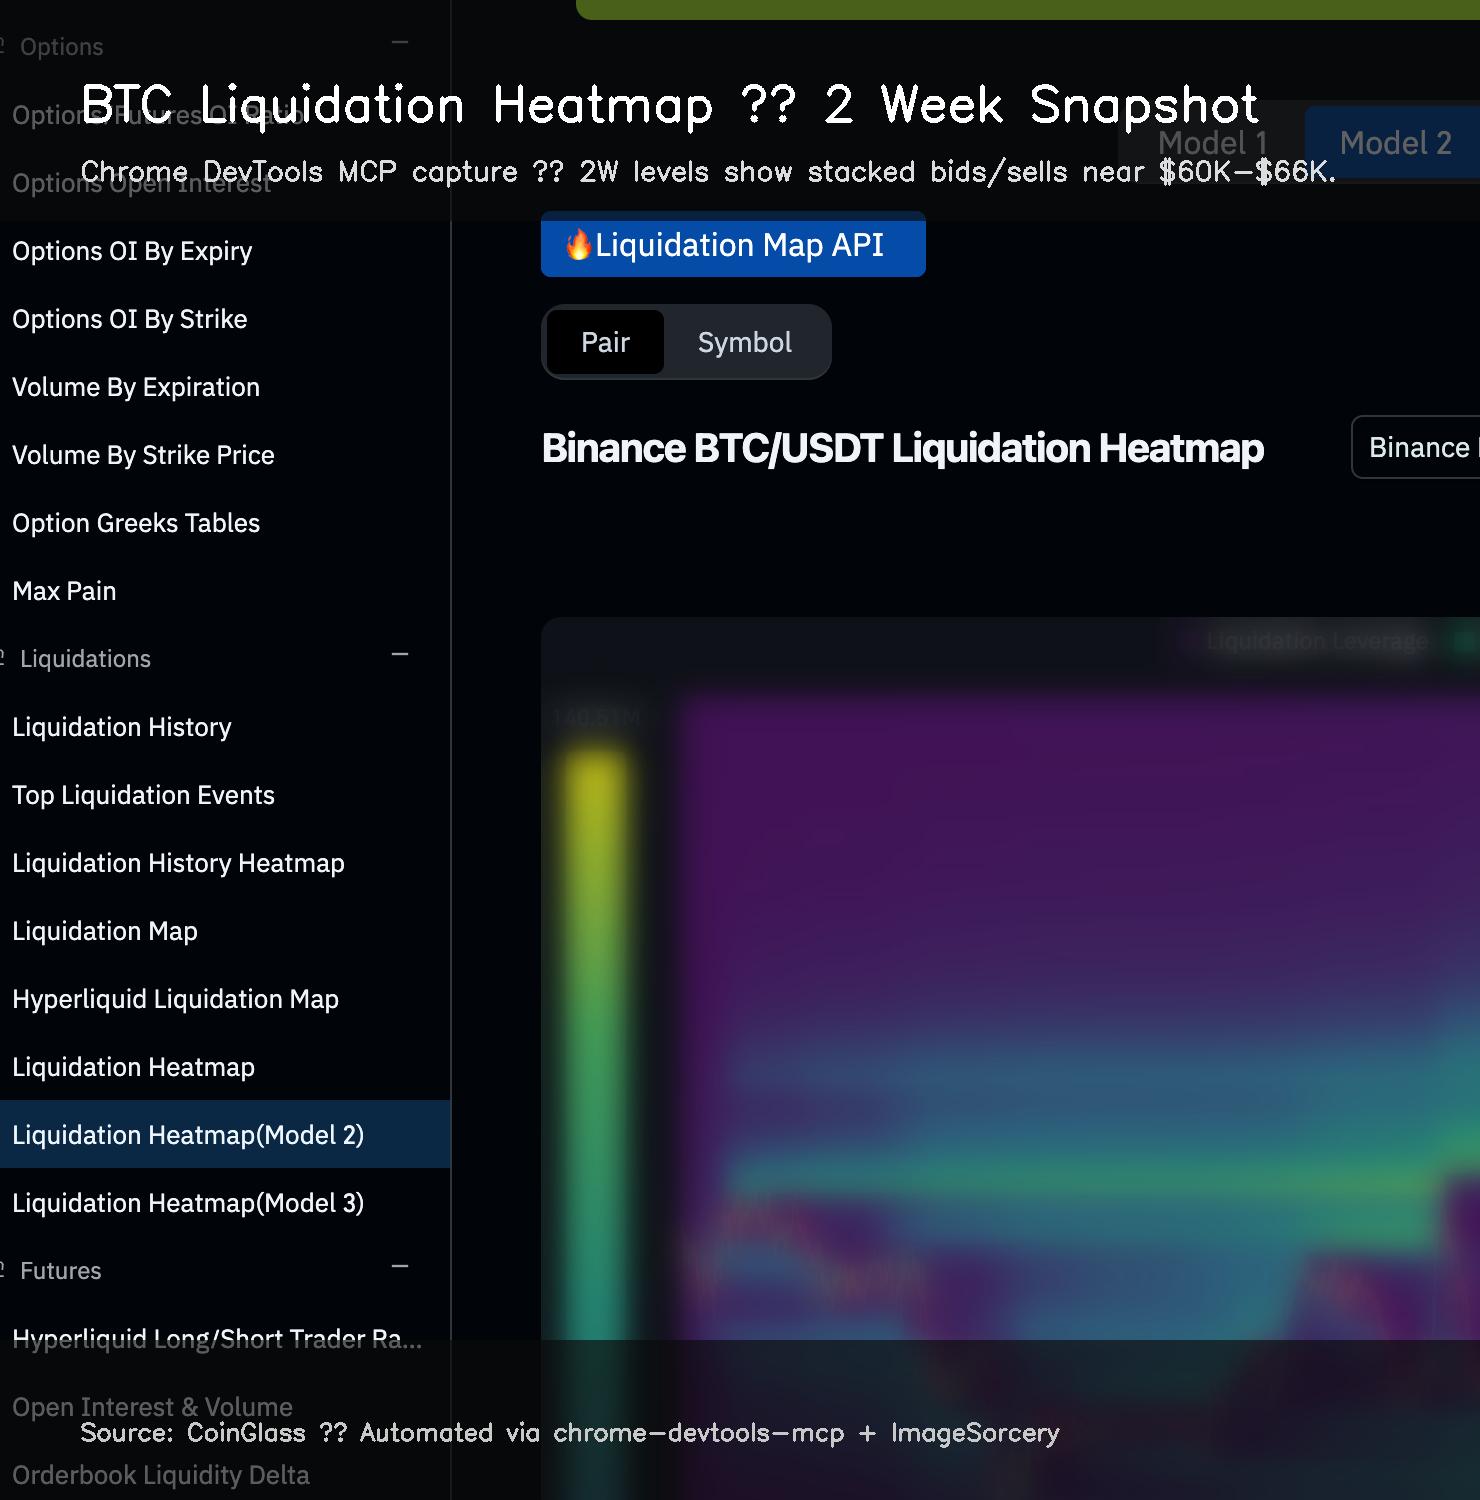 Options
BTC Liquidation Heatmap ?? 2 Week Snapshot
Options/Futures OI Ratio
Model 1
Model 2
Chrome DevTools MCP capture ?? 2W levels show stacked bids/sells near $60K-$66K.
Options Open Interest
🔥Liquidation Map API
Options OI By Expiry
Options OI By Strike
Pair
Symbol
Volume By Expiration
Binance BTC/USDT Liquidation Heatmap
Binance
Volume By Strike Price
Option Greeks Tables
Max Pain
Liquidations
Liquidation Leverage
140.51M
Liquidation History
Top Liquidation Events
Liquidation History Heatmap
Liquidation Map
Hyperliquid Liquidation Map
Liquidation Heatmap
Liquidation Heatmap(Model 2)
Liquidation Heatmap(Model 3)
Futures
Hyperliquid Long/Short Trader Ra...
Open Interest & Volume
Source: CoinGlass ?? Automated via chrome-devtools-mcp + ImageSorcery
Orderbook Liquidity Delta